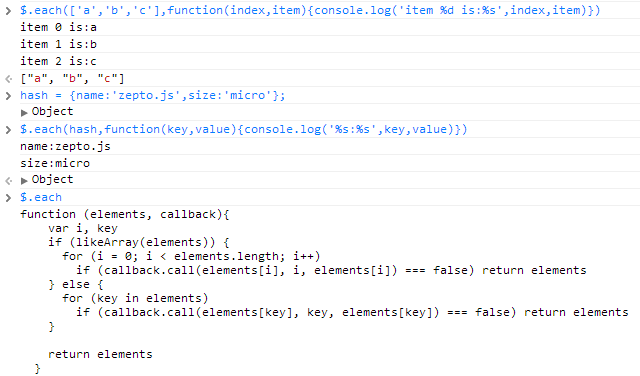 $.each(['a','b','c'],function(index,item){console.log('item %d is:%s',index,item)})
item 0 is:a
item 1 is:b
item 2 is:c
["a", "b", "c"]
hash = {name:'zepto.js',size:'micro'};
Object
$.each(hash,function(key,value){console.log('%s:%s',key,value)})
name:zepto.js
size:micro
Object
$.each
function (elements, callback){
    var i, key
    if (likeArray(elements)) {
      for (i = 0; i < elements.length; i++)
        if (callback.call(elements[i], i, elements[i]) === false) return elements
    } else {
      for (key in elements)
        if (callback.call(elements[key], key, elements[key]) === false) return elements
    }
    return elements
  }